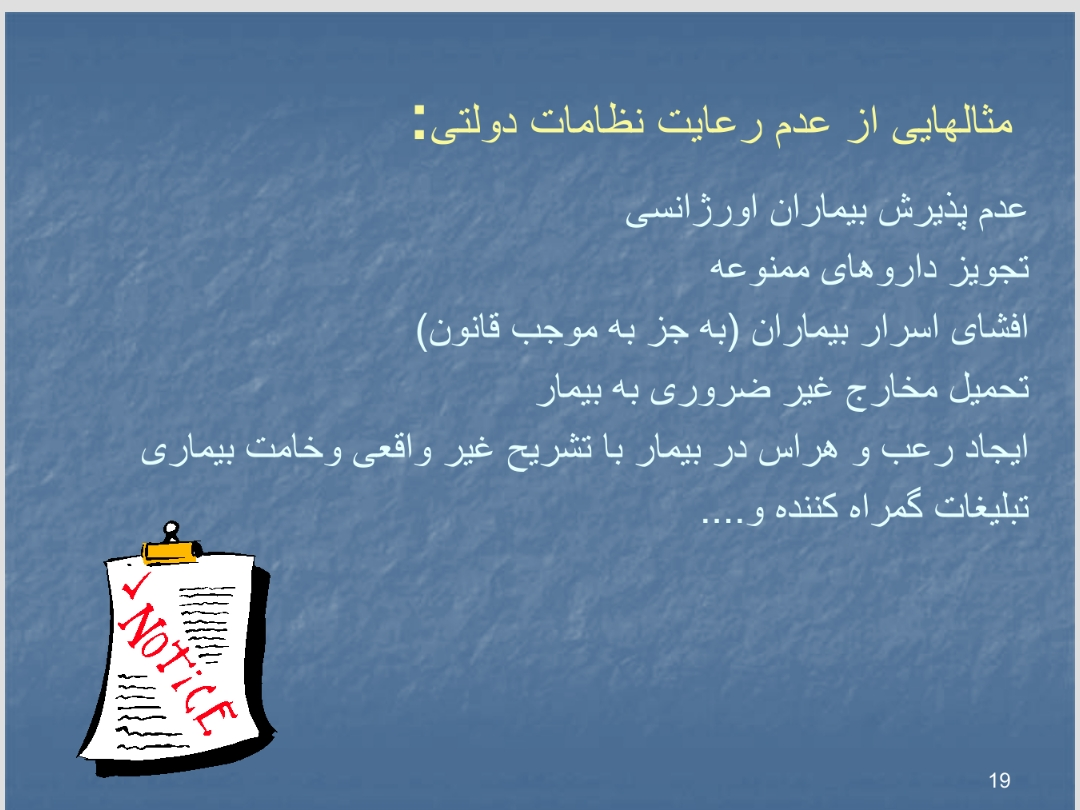 مثالهایی از عدم رعایت نظامات دولتی:
عدم پذیرش بیماران اورژانسی
تجویز داروهای ممنوعه
افشای اسرار بیماران (به جز به موجب قانون)
تحمیل مخارج غیر ضروری به بیمار
ایجاد رعب و هراس در بیمار با تشریح غیر واقعی وخامت بیماری
تبلیغات گمراه کننده و....
NOTiCE
19